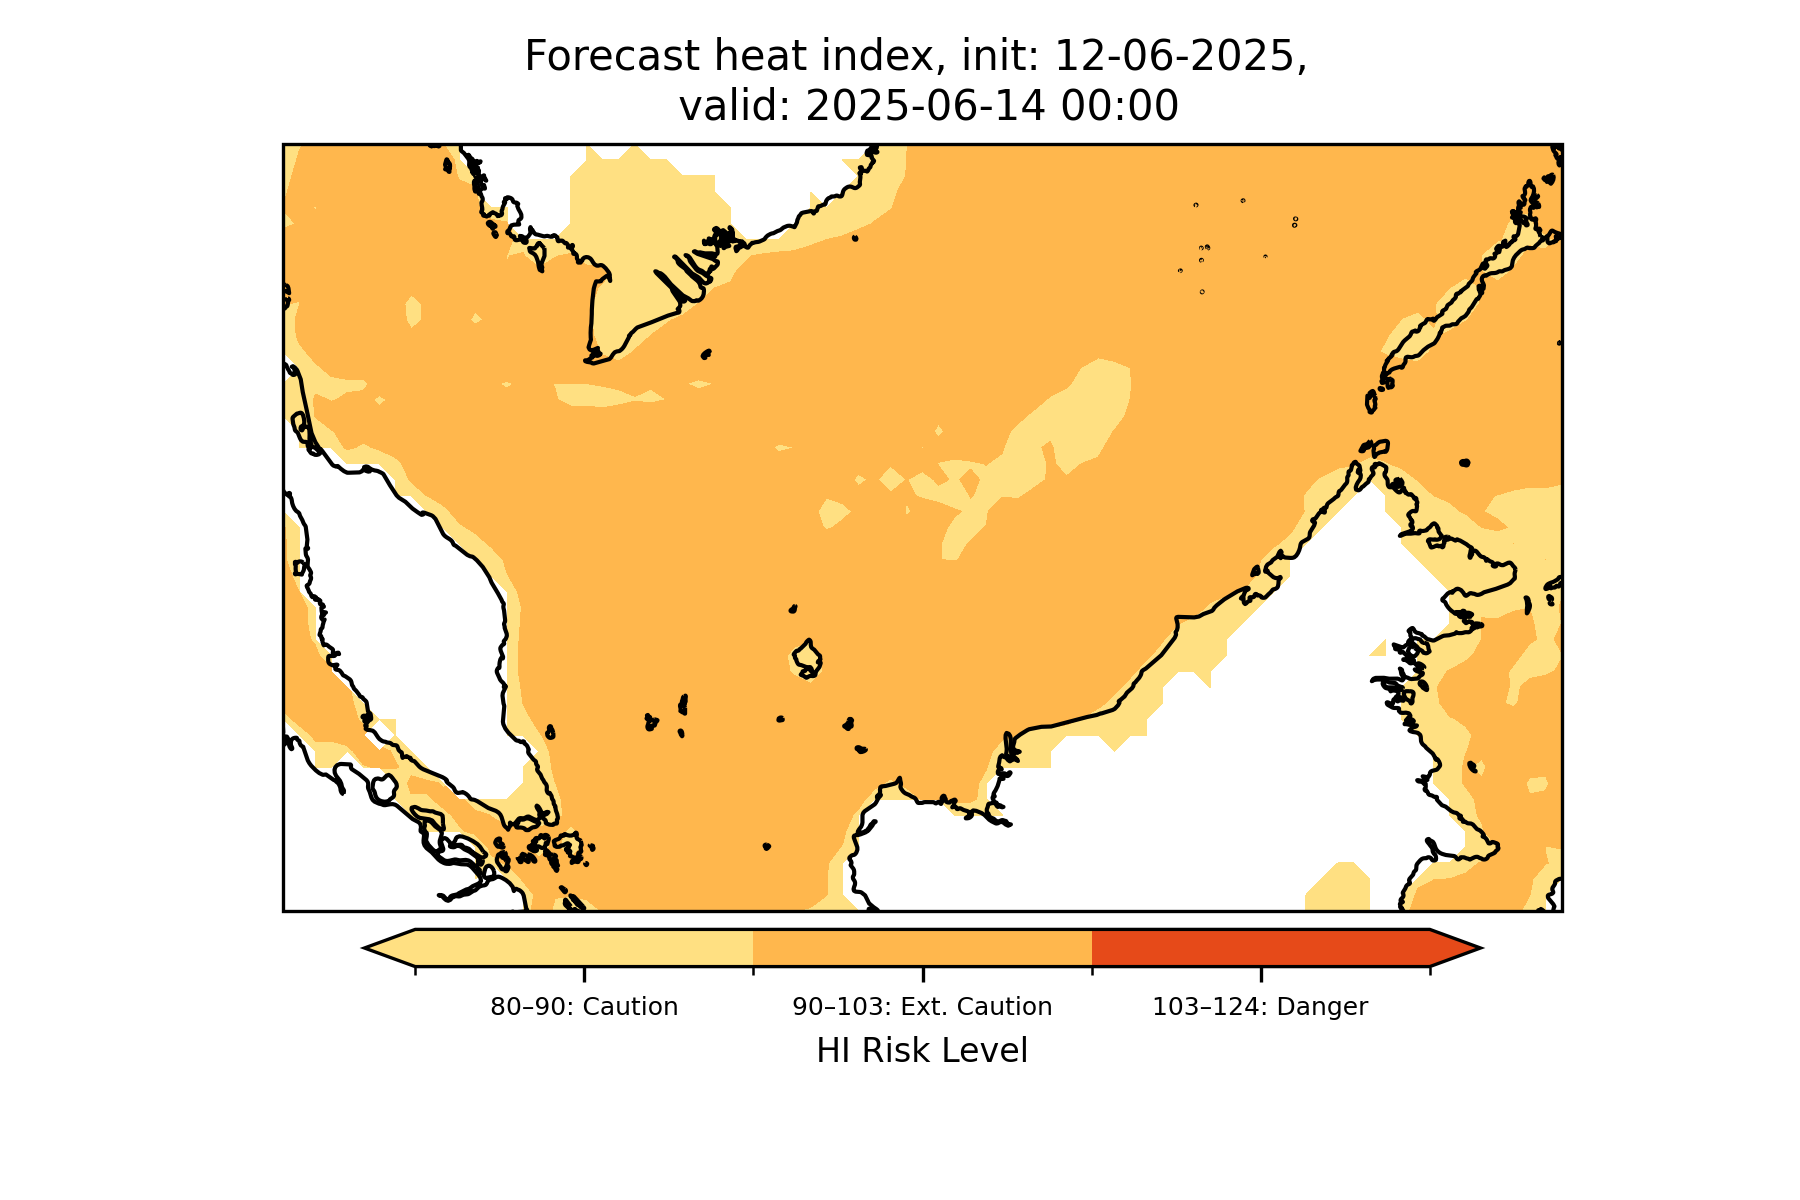 Forecast heat index, init: 12-06-2025,
valid: 2025-06-14 00:00
80–90: Caution
90–103: Ext. Caution
103–124: Danger
HI Risk Level